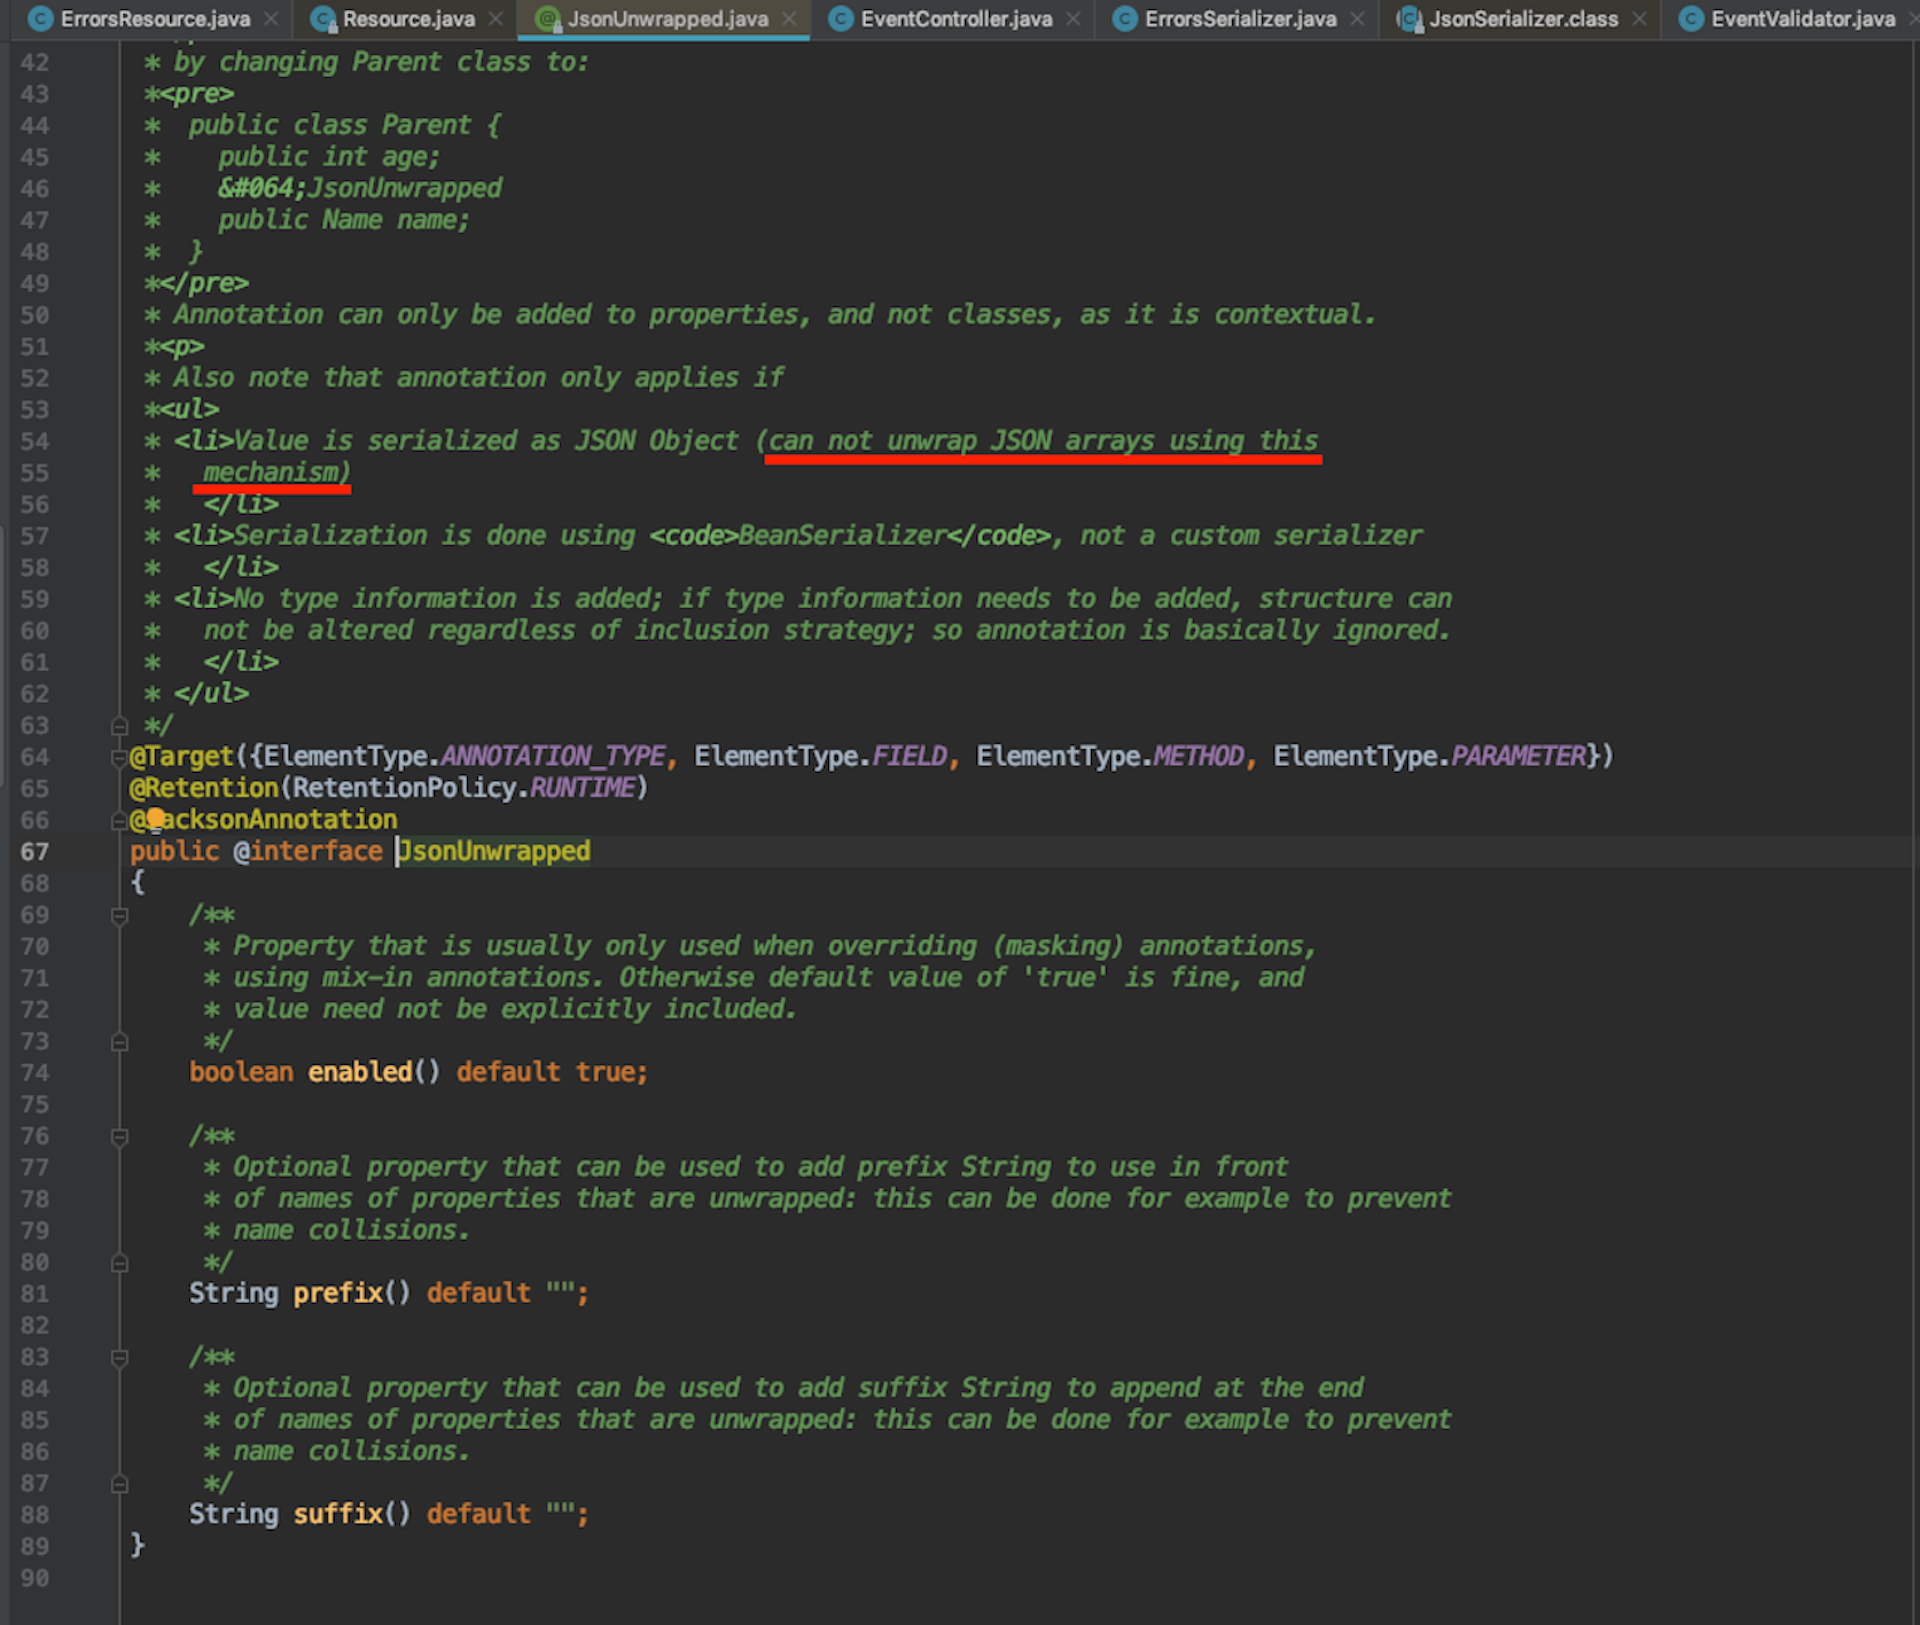 ErrorsResource.java Resource.java JsonUnwrapped.java EventController.java ErrorsSerializer.java JsonSerializer.class EventValidator.java
42 * by changing Parent class to:
43 *<pre>
44 *  public class Parent {
45 *    public int age;
46 *    &#064;JsonUnwrapped
47 *    public Name name;
48 *  }
49 *</pre>
50 * Annotation can only be added to properties, and not classes, as it is contextual.
51 *<p>
52 * Also note that annotation only applies if
53 *<ul>
54 * <li>Value is serialized as JSON Object (can not unwrap JSON arrays using this
55 *   mechanism)
56 *   </li>
57 * <li>Serialization is done using <code>BeanSerializer</code>, not a custom serializer
58 *   </li>
59 * <li>No type information is added; if type information needs to be added, structure can
60 *   not be altered regardless of inclusion strategy; so annotation is basically ignored.
61 *   </li>
62 * </ul>
63 */
64 @Target({ElementType.ANNOTATION_TYPE, ElementType.FIELD, ElementType.METHOD, ElementType.PARAMETER})
65 @Retention(RetentionPolicy.RUNTIME)
66 @JacksonAnnotation
67 public @interface JsonUnwrapped
68 {
69     /**
70      * Property that is usually only used when overriding (masking) annotations,
71      * using mix-in annotations. Otherwise default value of 'true' is fine, and
72      * value need not be explicitly included.
73      */
74     boolean enabled() default true;
75
76     /**
77      * Optional property that can be used to add prefix String to use in front
78      * of names of properties that are unwrapped: this can be done for example to prevent
79      * name collisions.
80      */
81     String prefix() default "";
82
83     /**
84      * Optional property that can be used to add suffix String to append at the end
85      * of names of properties that are unwrapped: this can be done for example to prevent
86      * name collisions.
87      */
88     String suffix() default "";
89 }
90